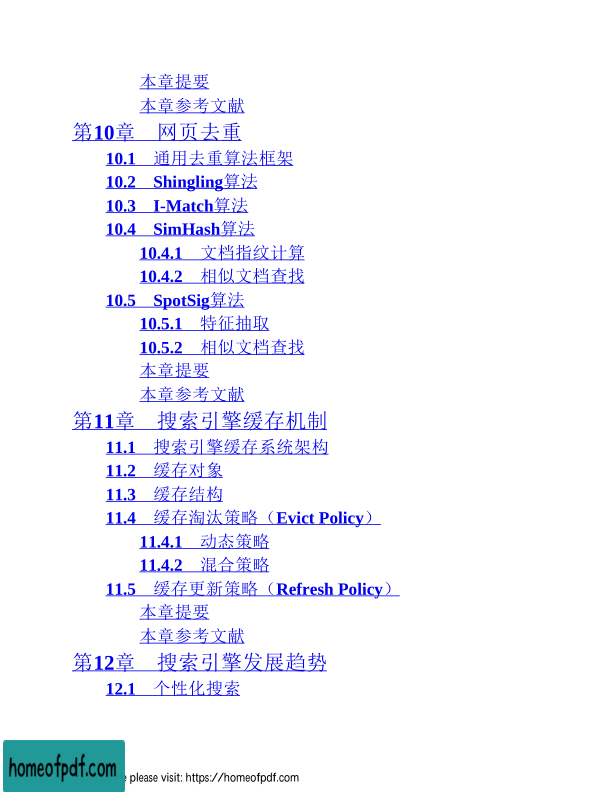 本章提要
本章参考文献
第10章　网页去重
10.1　通用去重算法框架
10.2　Shingling算法
10.3　I-Match算法
10.4　SimHash算法
10.4.1　文档指纹计算
10.4.2　相似文档查找
10.5　SpotSig算法
10.5.1　特征抽取
10.5.2　相似文档查找
本章提要
本章参考文献
第11章　搜索引擎缓存机制
11.1　搜索引擎缓存系统架构
11.2　缓存对象
11.3　缓存结构
11.4　缓存淘汰策略（Evict Policy）
11.4.1　动态策略
11.4.2　混合策略
11.5　缓存更新策略（Refresh Policy）
本章提要
本章参考文献
第12章　搜索引擎发展趋势
12.1　个性化搜索
homeofpdf.com
please visit: https://homeofpdf.com